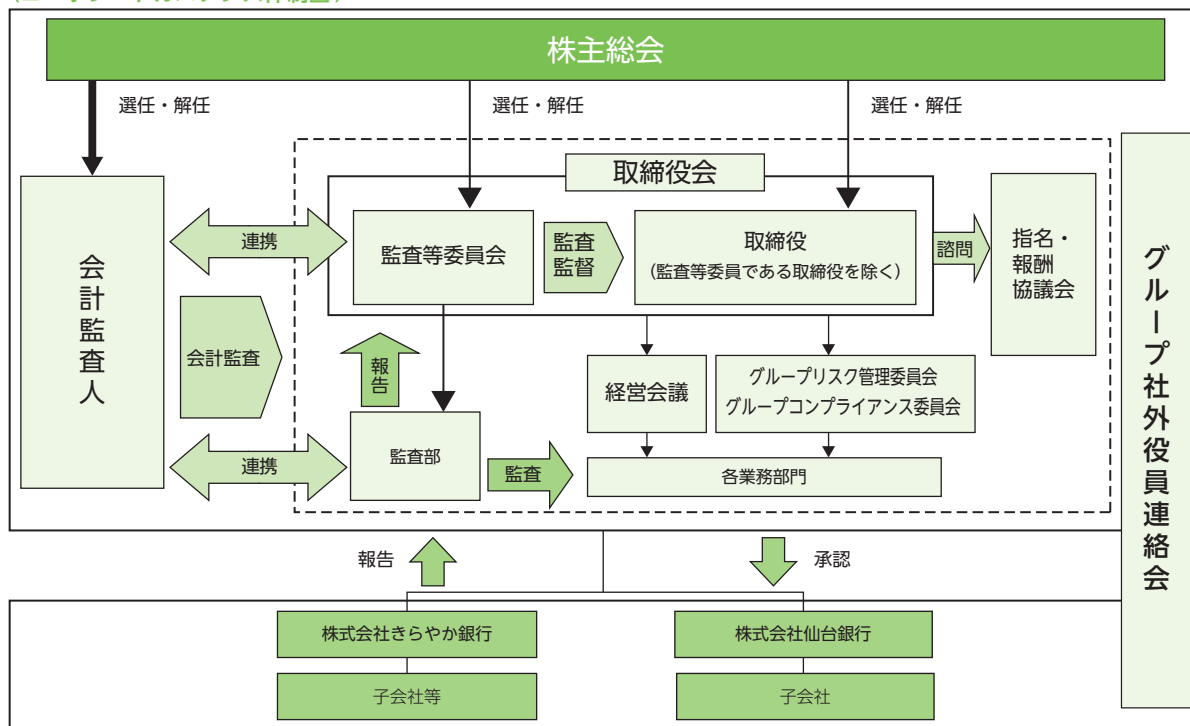 株主総会
選任・解任
選任・解任
選任・解任
取締役会
会計監査人
連携
監査等委員会
監査
監督
取締役
(監査等委員である取締役を除く)
諮問
指名・
報酬
協議会
グループ社外役員連絡会
会計監査
報告
経営会議
グループリスク管理委員会
グループコンプライアンス委員会
連携
監査部
監査
各業務部門
報告
承認
株式会社きらやか銀行
株式会社仙台銀行
子会社等
子会社